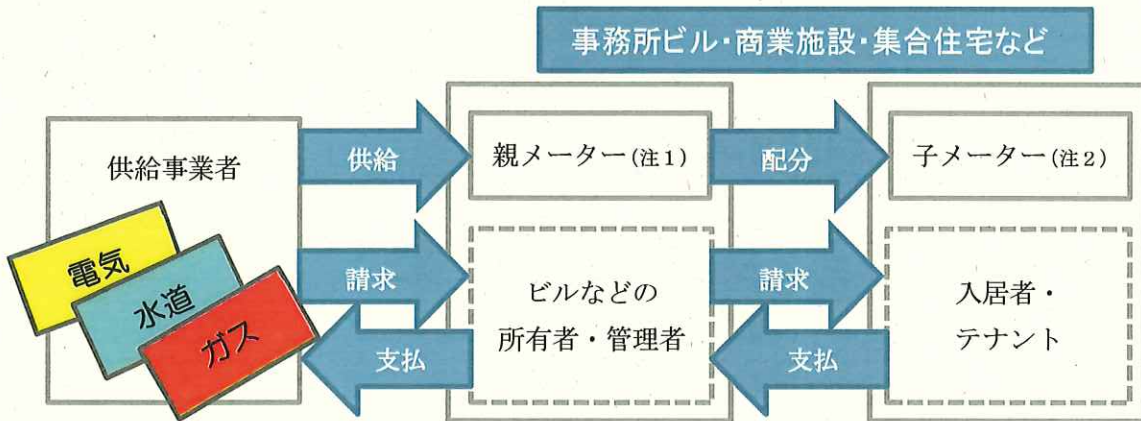 事務所ビル・商業施設・集合住宅など
供給事業者
電気
水道
ガス
供給
親メーター(注1)
配分
子メーター(注2)
請求
支払
ビルなどの
所有者・管理者
請求
支払
入居者・
テナント